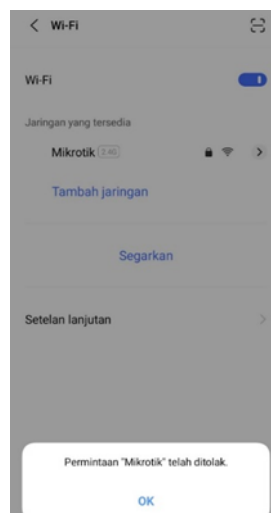 Wi-Fi
Wi-Fi
Jaringan yang tersedia
Mikrotik 2.4G
Tambah jaringan
Segarkan
Setelan lanjutan
Permintaan "Mikrotik" telah ditolak.
OK